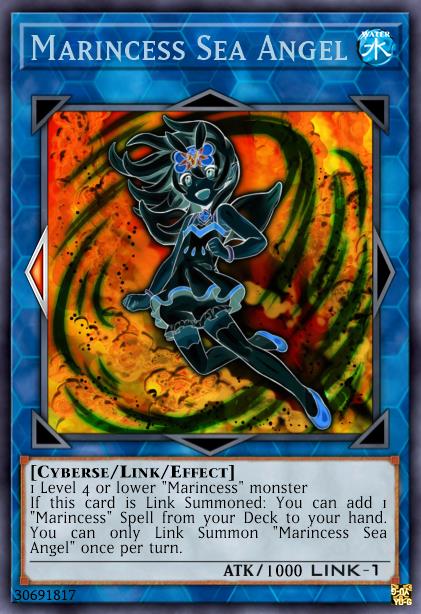 Marincess Sea Angel
WATER
水
[Cyberse/Link/Effect]
1 Level 4 or lower "Marincess" monster
If this card is Link Summoned: You can add 1
"Marincess" Spell from your Deck to your hand.
You can only Link Summon "Marincess Sea
Angel" once per turn.
ATK/1000 LINK-1
30691817